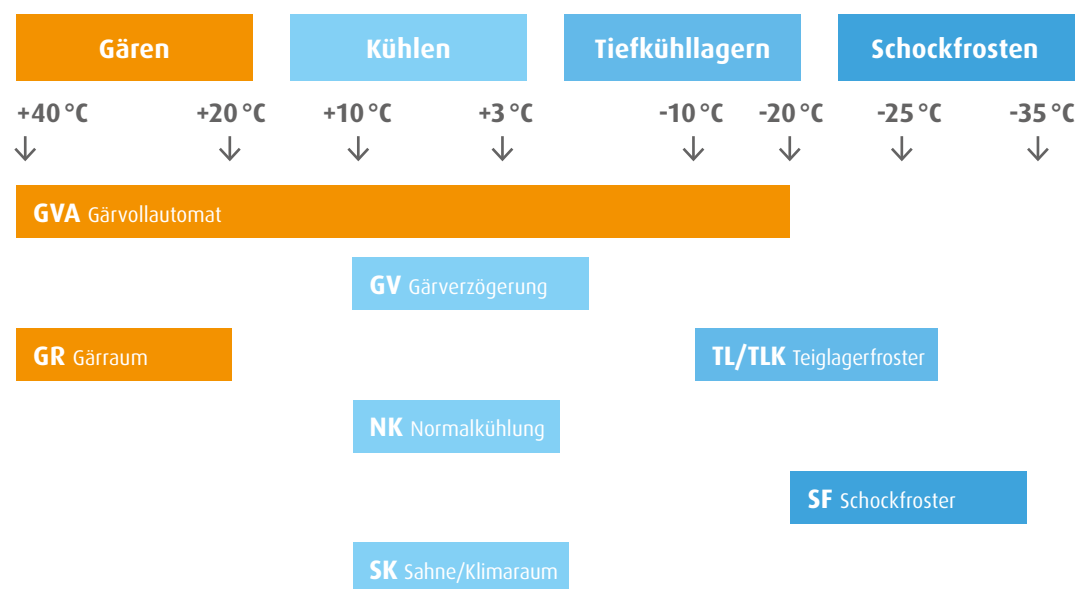 Gären Kühlen Tiefkühllagern Schockfrosten
+40 °C +20 °C +10 °C +3 °C -10 °C -20 °C -25 °C -35 °C
GVA Gärvollautomat
GV Gärverzögerung
GR Gärraum TL/TLK Teiglagerfroster
NK Normalkühlung
SF Schockfroster
SK Sahne/Klimaraum